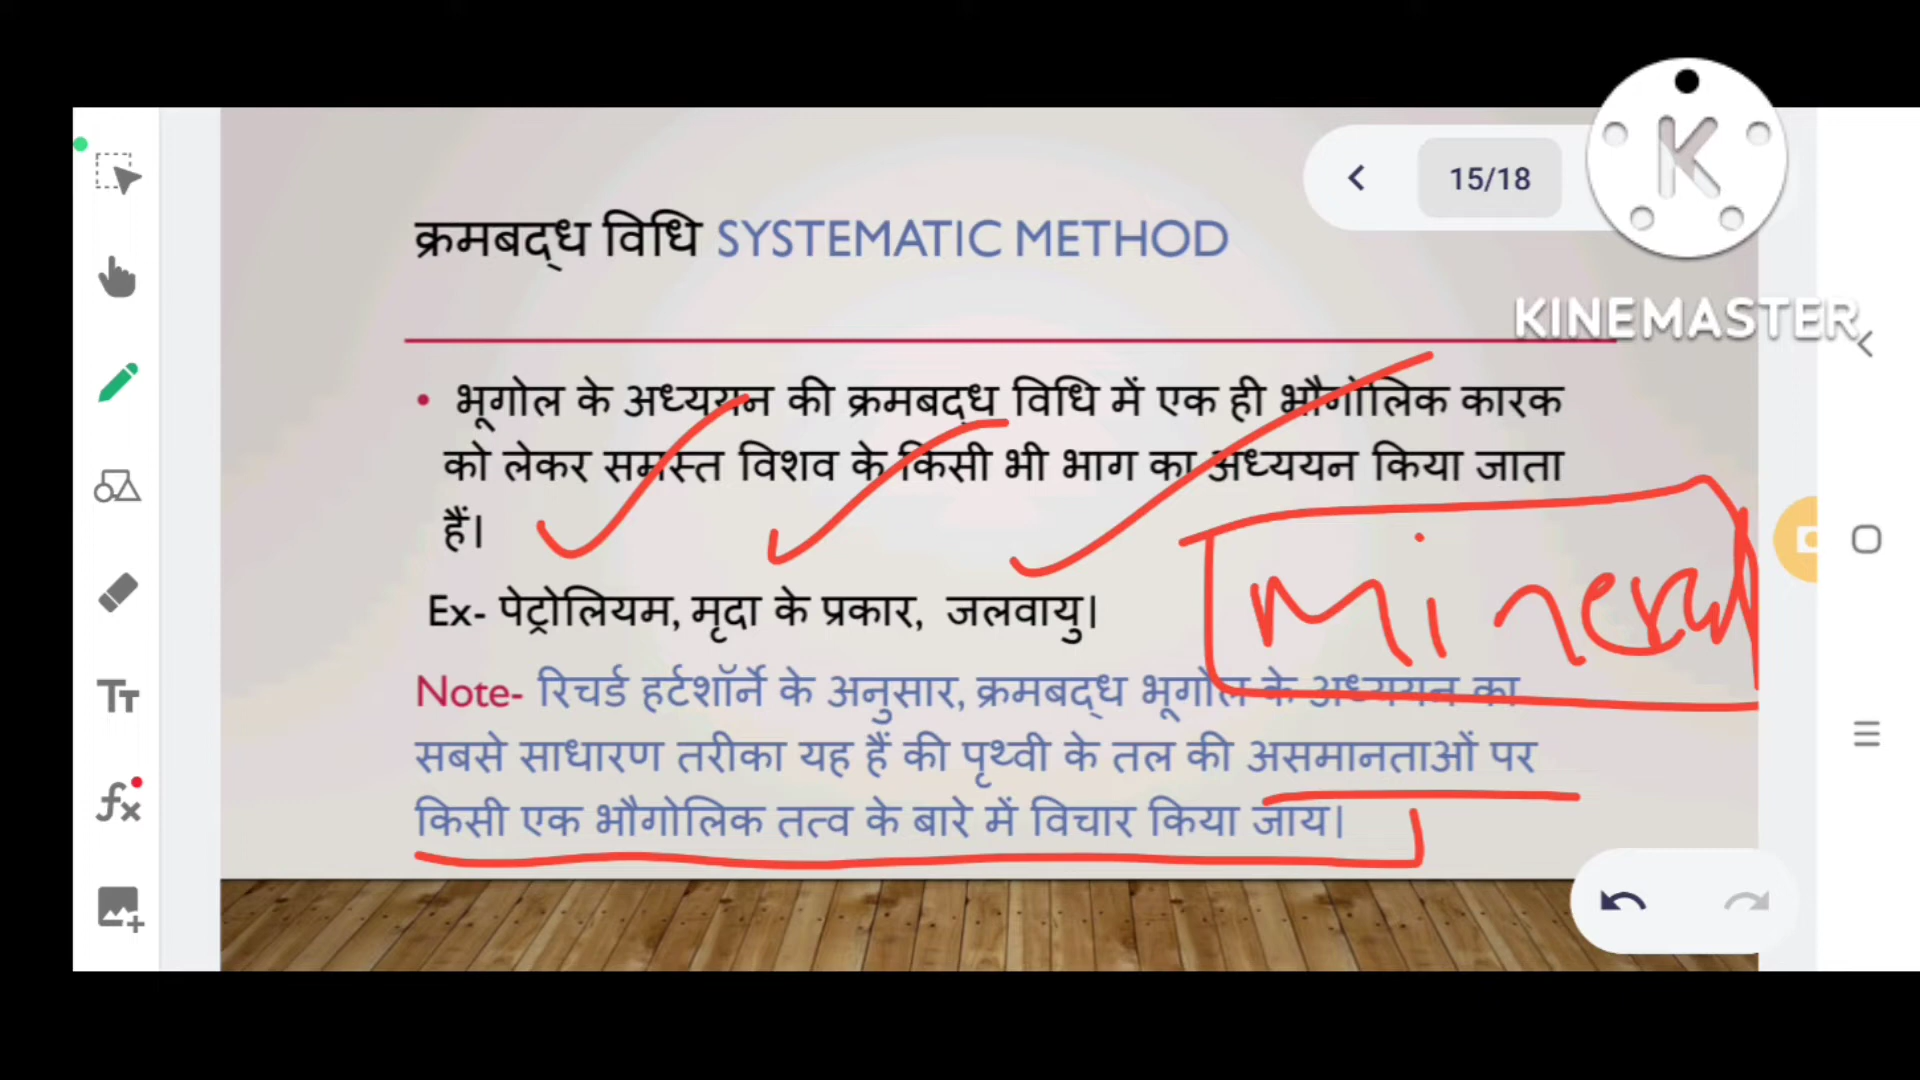 15/18
K
KINEMASTER
क्रमबद्ध विधि SYSTEMATIC METHOD
• भूगोल के अध्ययन की क्रमबद्ध विधि में एक ही भौगोलिक कारक
को लेकर समस्त विशव के किसी भी भाग का अध्ययन किया जाता
हैं।
Ex- पेट्रोलियम, मृदा के प्रकार, जलवायु।
Mineral
Note- रिचर्ड हर्टशॉर्ने के अनुसार, क्रमबद्ध भूगोल के अध्ययन का
सबसे साधारण तरीका यह हैं की पृथ्वी के तल की असमानताओं पर
किसी एक भौगोलिक तत्व के बारे में विचार किया जाय।
TT
fx